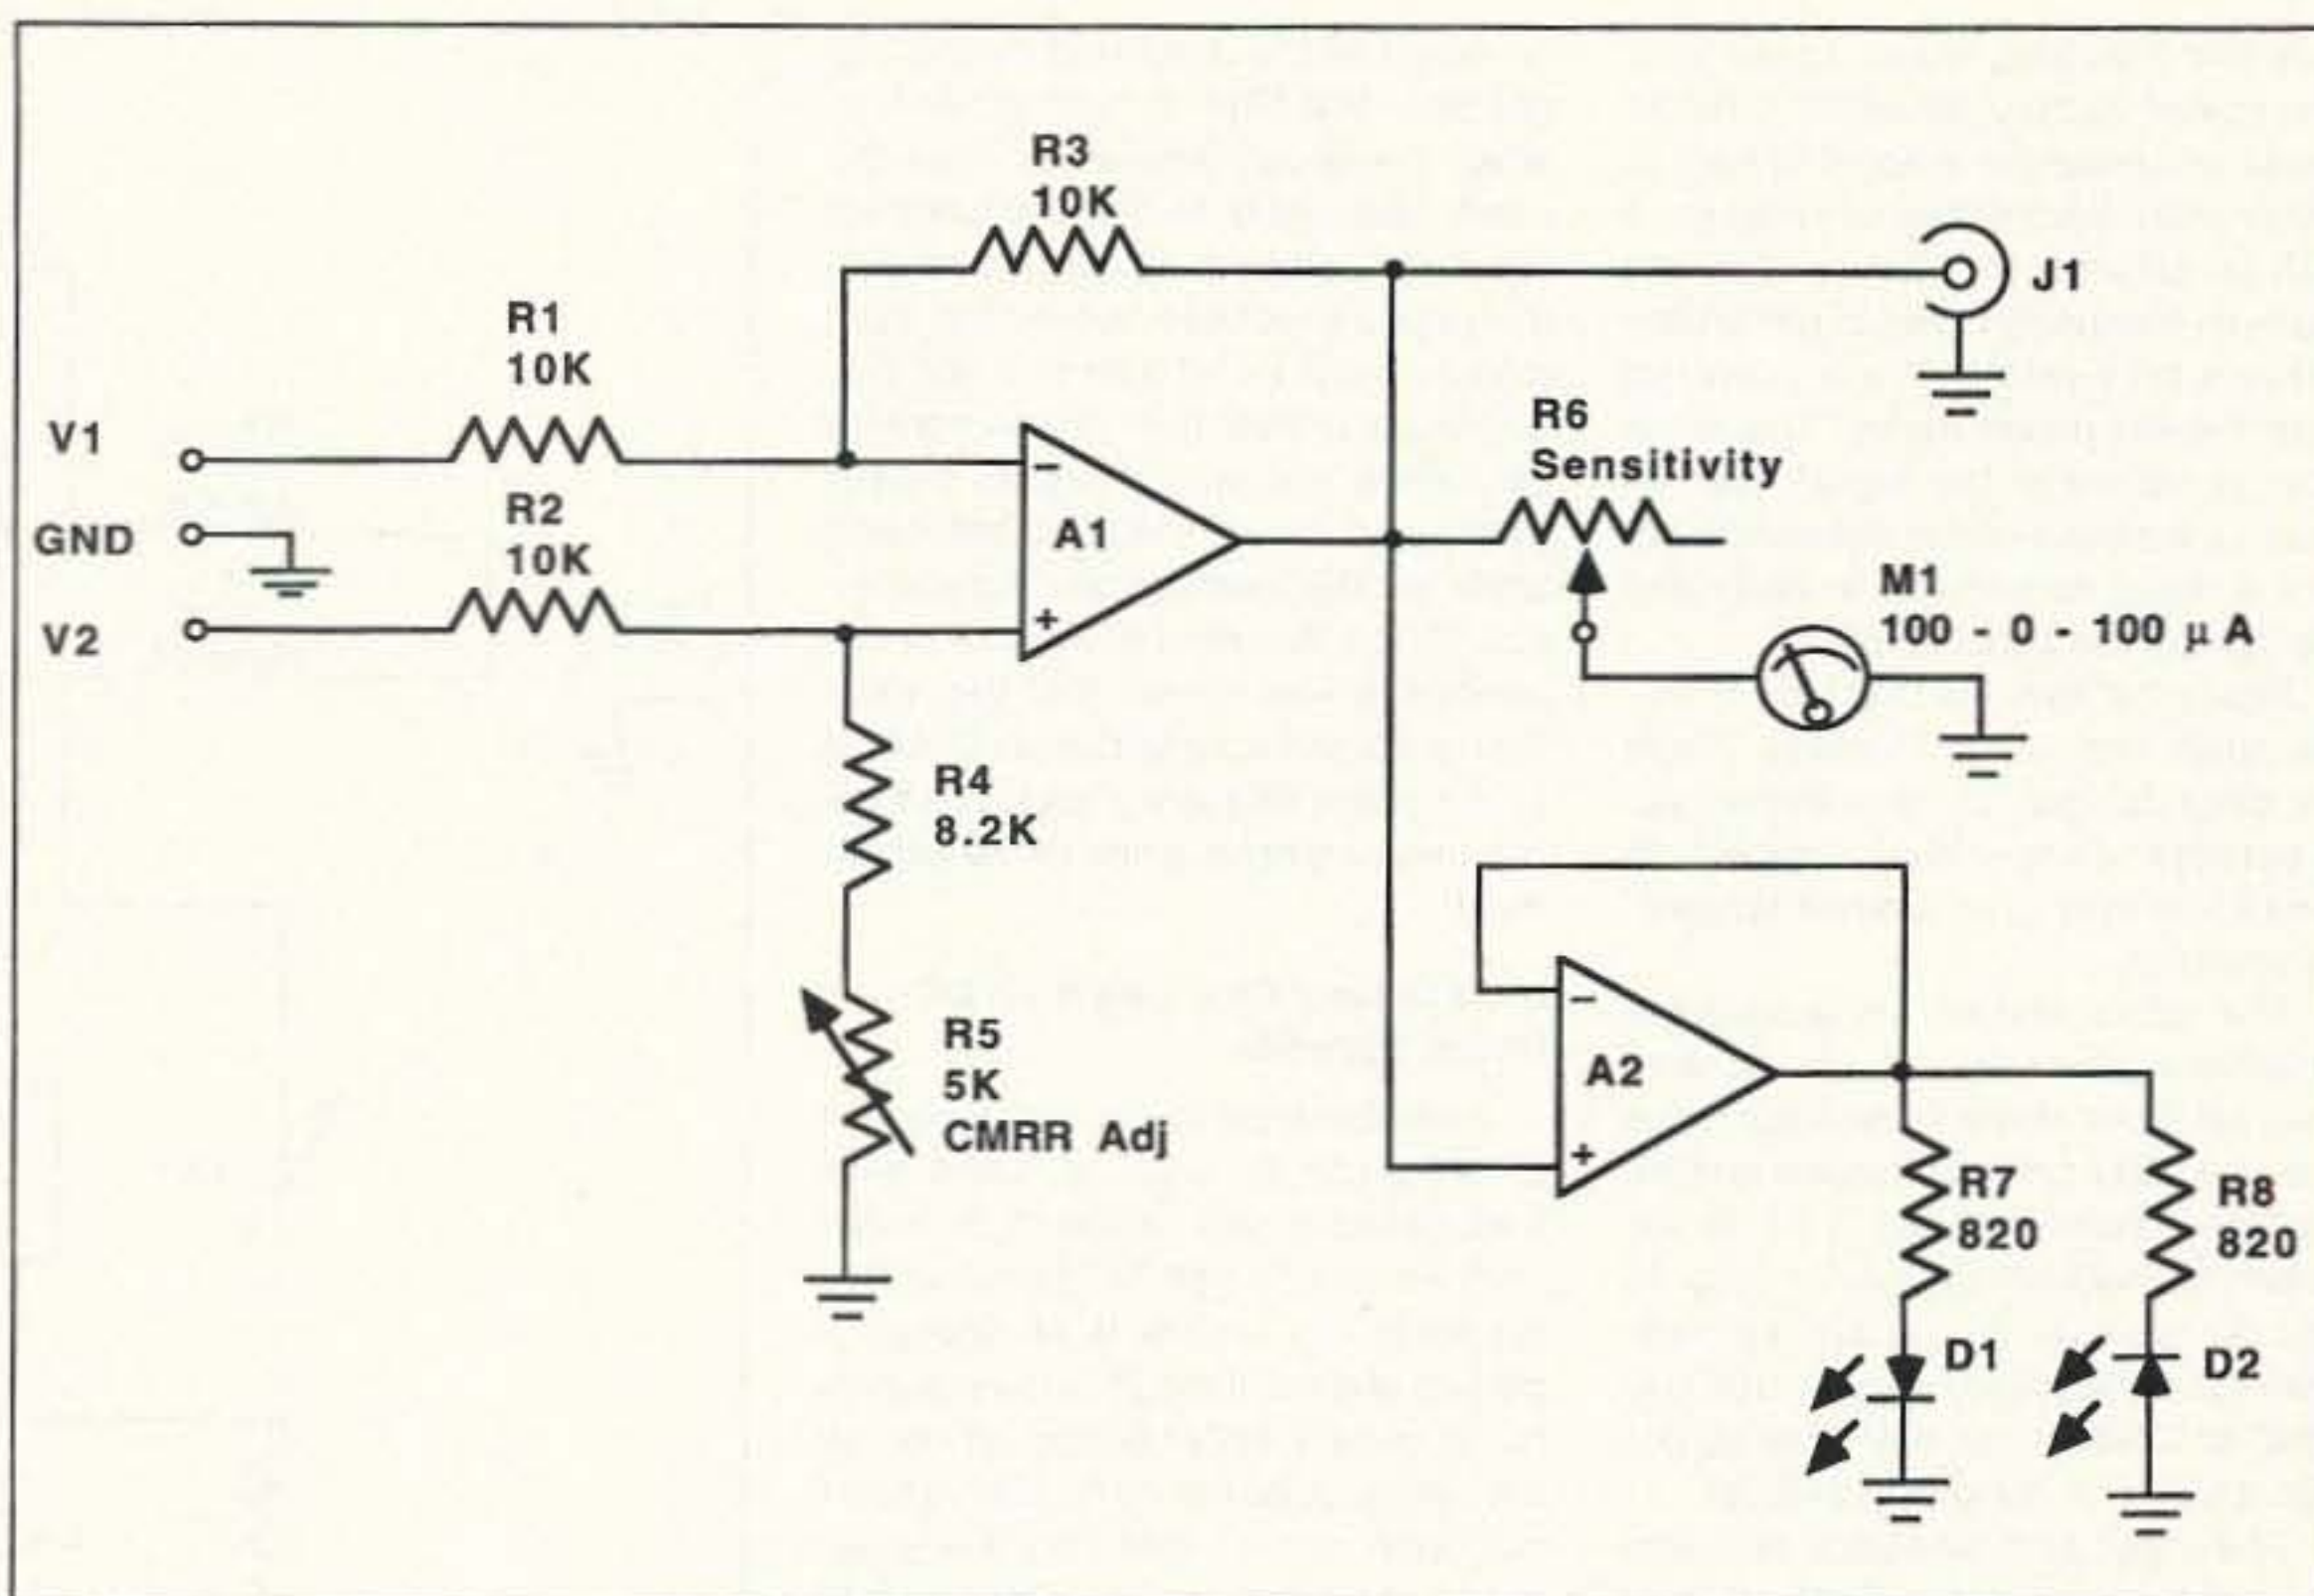 R3
10K
J1
R1
10K
V1
R6
Sensitivity
R2
10K
GND
−
A1
M1
100 - 0 - 100 μ A
V2
+
R4
8.2K
−
R5
5K
CMRR Adj
A2
+
R7
820
R8
820
D1
D2